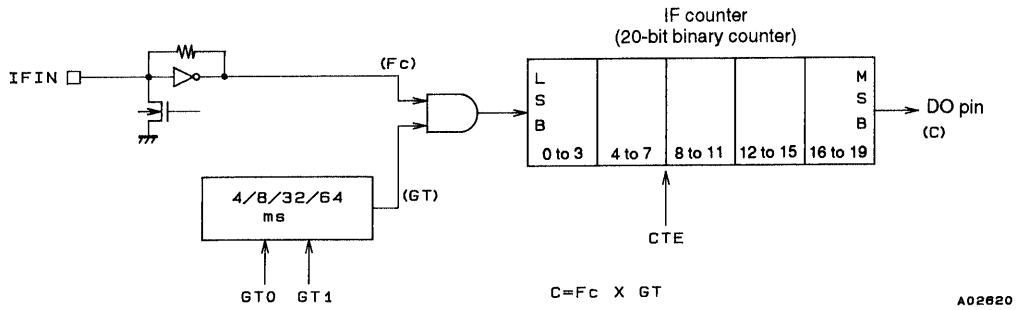 IF counter
(20-bit binary counter)
IFIN
(Fc)
L
S
B
M
S
B
DO pin
(C)
0 to 3
4 to 7
8 to 11
12 to 15
16 to 19
4/8/32/64
ms
(GT)
CTE
GT0
GT1
C=Fc X GT
A02620